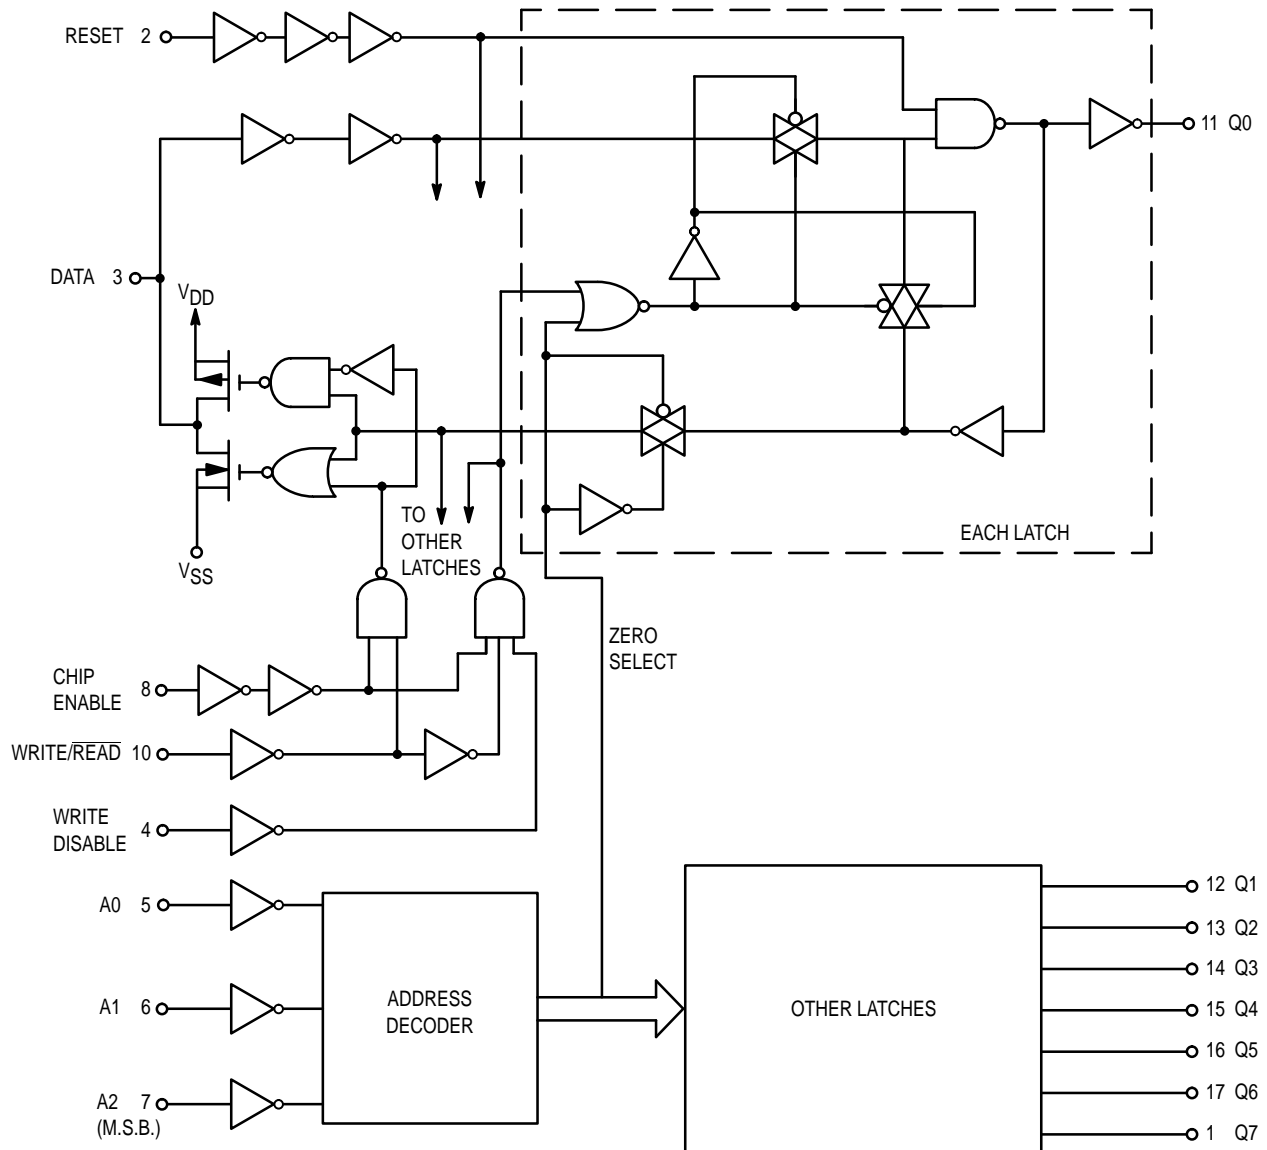 RESET 2
11 Q0
DATA 3
VDD
VSS
TO
OTHER
LATCHES
EACH LATCH
ZERO
SELECT
CHIP
ENABLE 8
WRITE/READ 10
WRITE
DISABLE 4
A0 5
A1 6
A2 7
(M.S.B.)
ADDRESS
DECODER
OTHER LATCHES
12 Q1
13 Q2
14 Q3
15 Q4
16 Q5
17 Q6
1 Q7